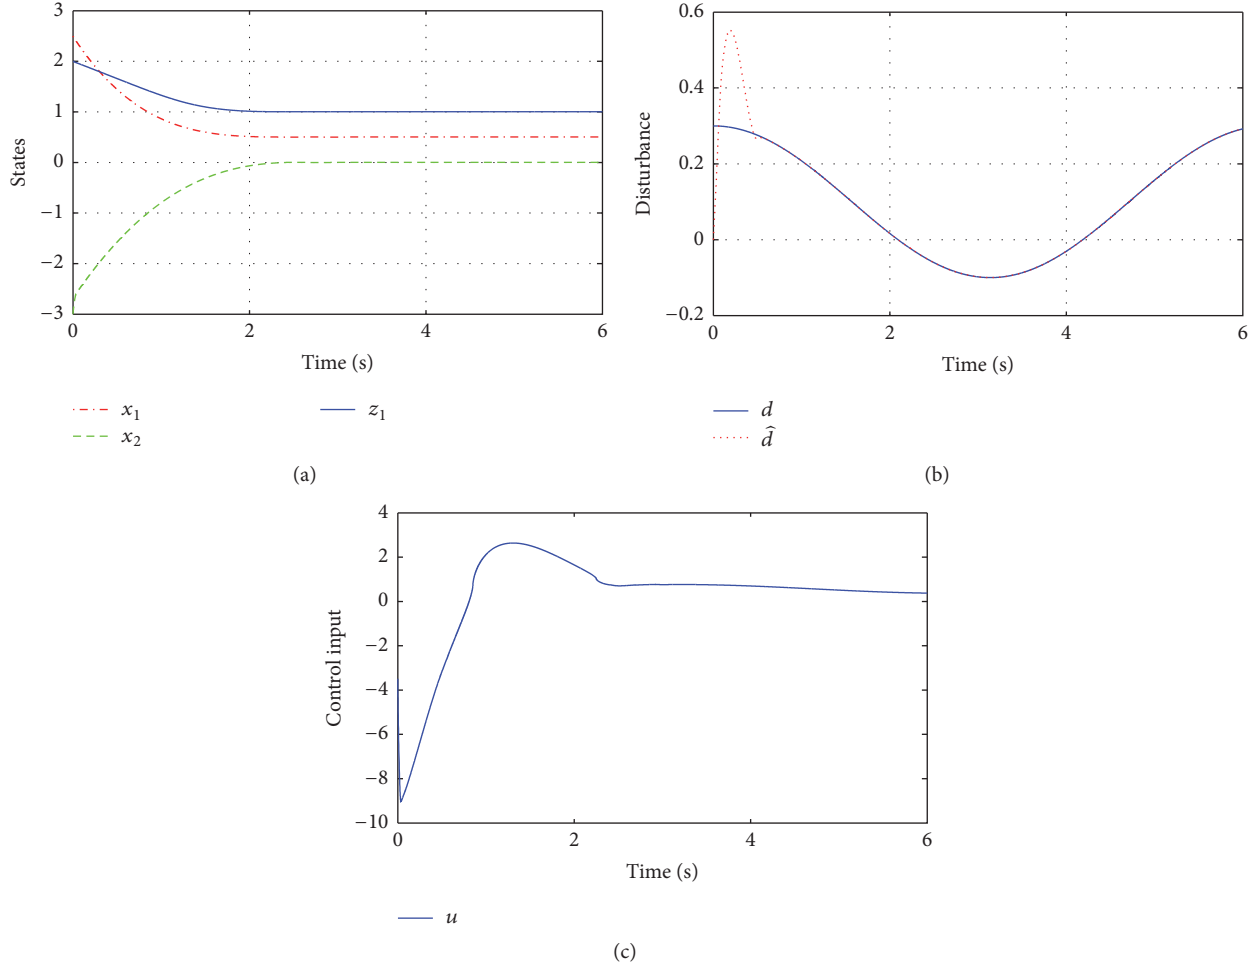 3
2
1
0
−1
−2
−3
States
0 2 4 6
Time (s)
x1 z1
x2
(a)
0.6
0.4
0.2
0
−0.2
Disturbance
0 2 4 6
Time (s)
d
d̂
(b)
4
2
0
−2
−4
−6
−8
−10
Control input
0 2 4 6
Time (s)
u
(c)